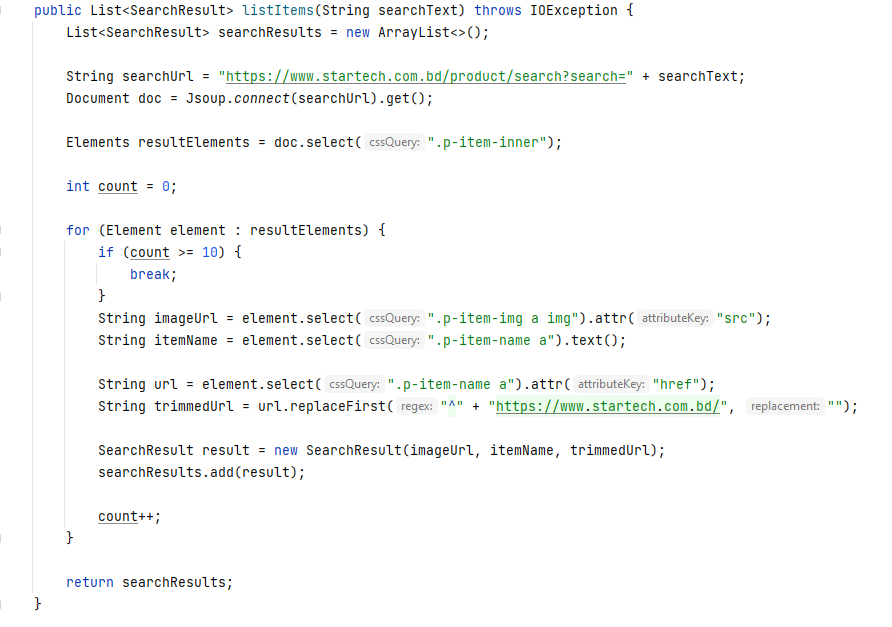 public List<SearchResult> listItems(String searchText) throws IOException {
    List<SearchResult> searchResults = new ArrayList<>();

    String searchUrl = "https://www.startech.com.bd/product/search?search=" + searchText;
    Document doc = Jsoup.connect(searchUrl).get();

    Elements resultElements = doc.select( cssQuery: ".p-item-inner");

    int count = 0;

    for (Element element : resultElements) {
        if (count >= 10) {
            break;
        }
        String imageUrl = element.select( cssQuery: ".p-item-img a img").attr( attributeKey: "src");
        String itemName = element.select( cssQuery: ".p-item-name a").text();

        String url = element.select( cssQuery: ".p-item-name a").attr( attributeKey: "href");
        String trimmedUrl = url.replaceFirst( regex: "^" + "https://www.startech.com.bd/", replacement: "");

        SearchResult result = new SearchResult(imageUrl, itemName, trimmedUrl);
        searchResults.add(result);

        count++;
    }

    return searchResults;
}